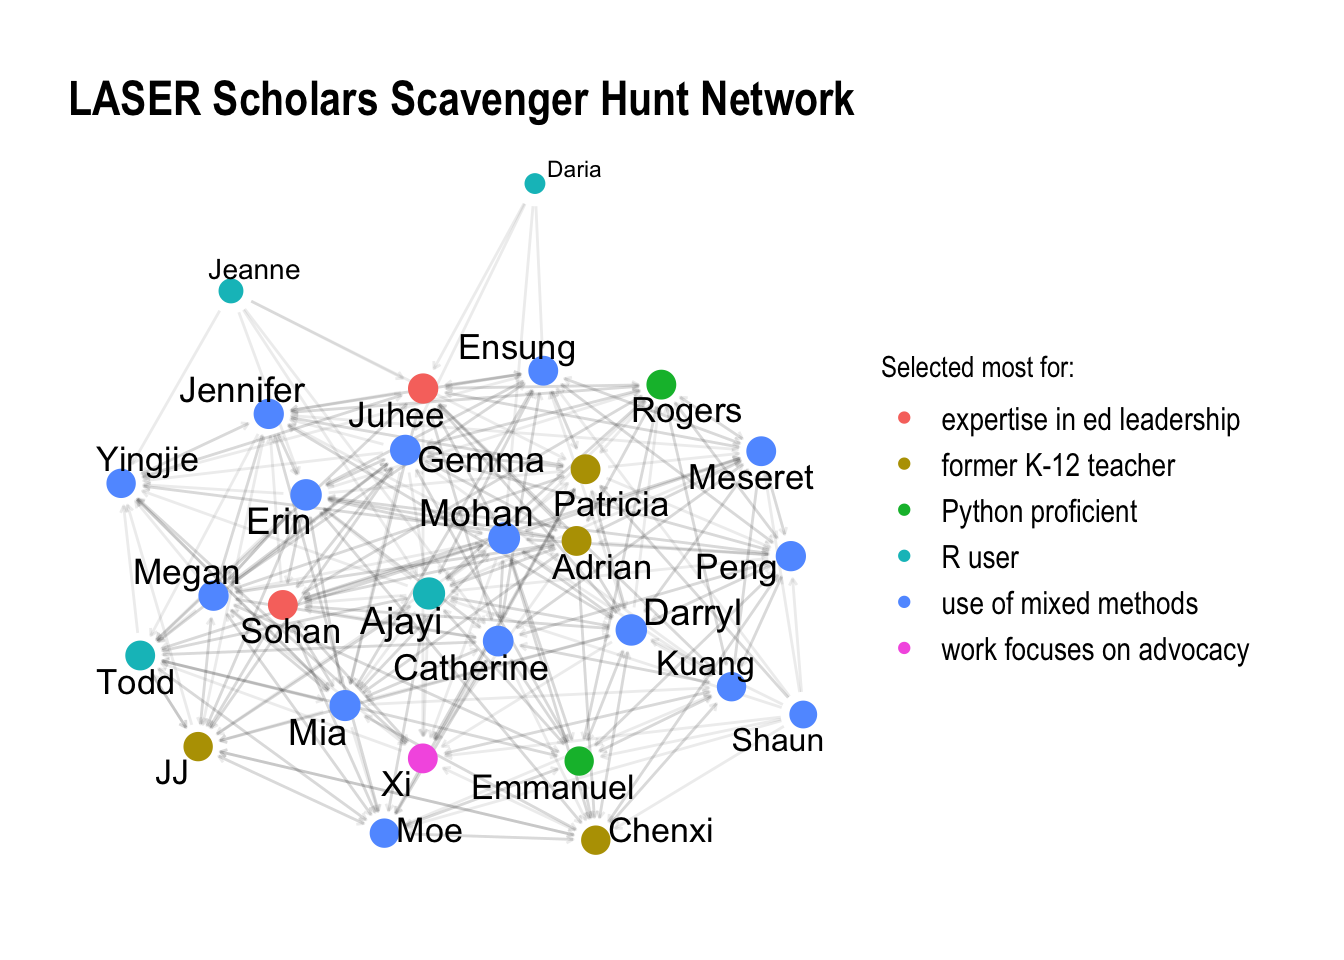 LASER Scholars Scavenger Hunt Network
Daria
Jeanne
Ensung
Jennifer
Juhee
Rogers
Yingjie
Gemma
Meseret
Erin
Mohan
Patricia
Megan
Adrian
Peng
Sohan
Ajayi
Darryl
Catherine
Kuang
Todd
Mia
Shaun
JJ
Xi
Emmanuel
Moe
Chenxi
Selected most for:
expertise in ed leadership
former K-12 teacher
Python proficient
R user
use of mixed methods
work focuses on advocacy